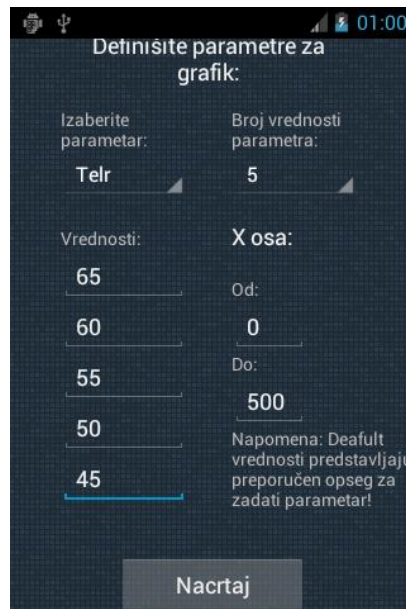 01:00
Definišite parametre za
grafik:
Izaberite
parametar:
Broj vrednosti
parametra:
Telr
5
Vrednosti:
65
60
55
50
45
X osa:
Od:
0
Do:
500
Napomena: Deafult
vrednosti predstavljaju
preporučen opseg za
zadati parametar!
Nacrtaj